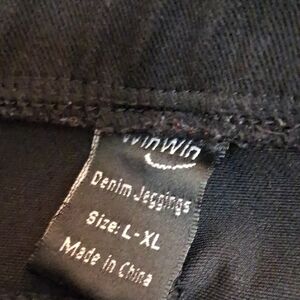 WinWin
Denim Jeggings
Size: L-XL
Made in China